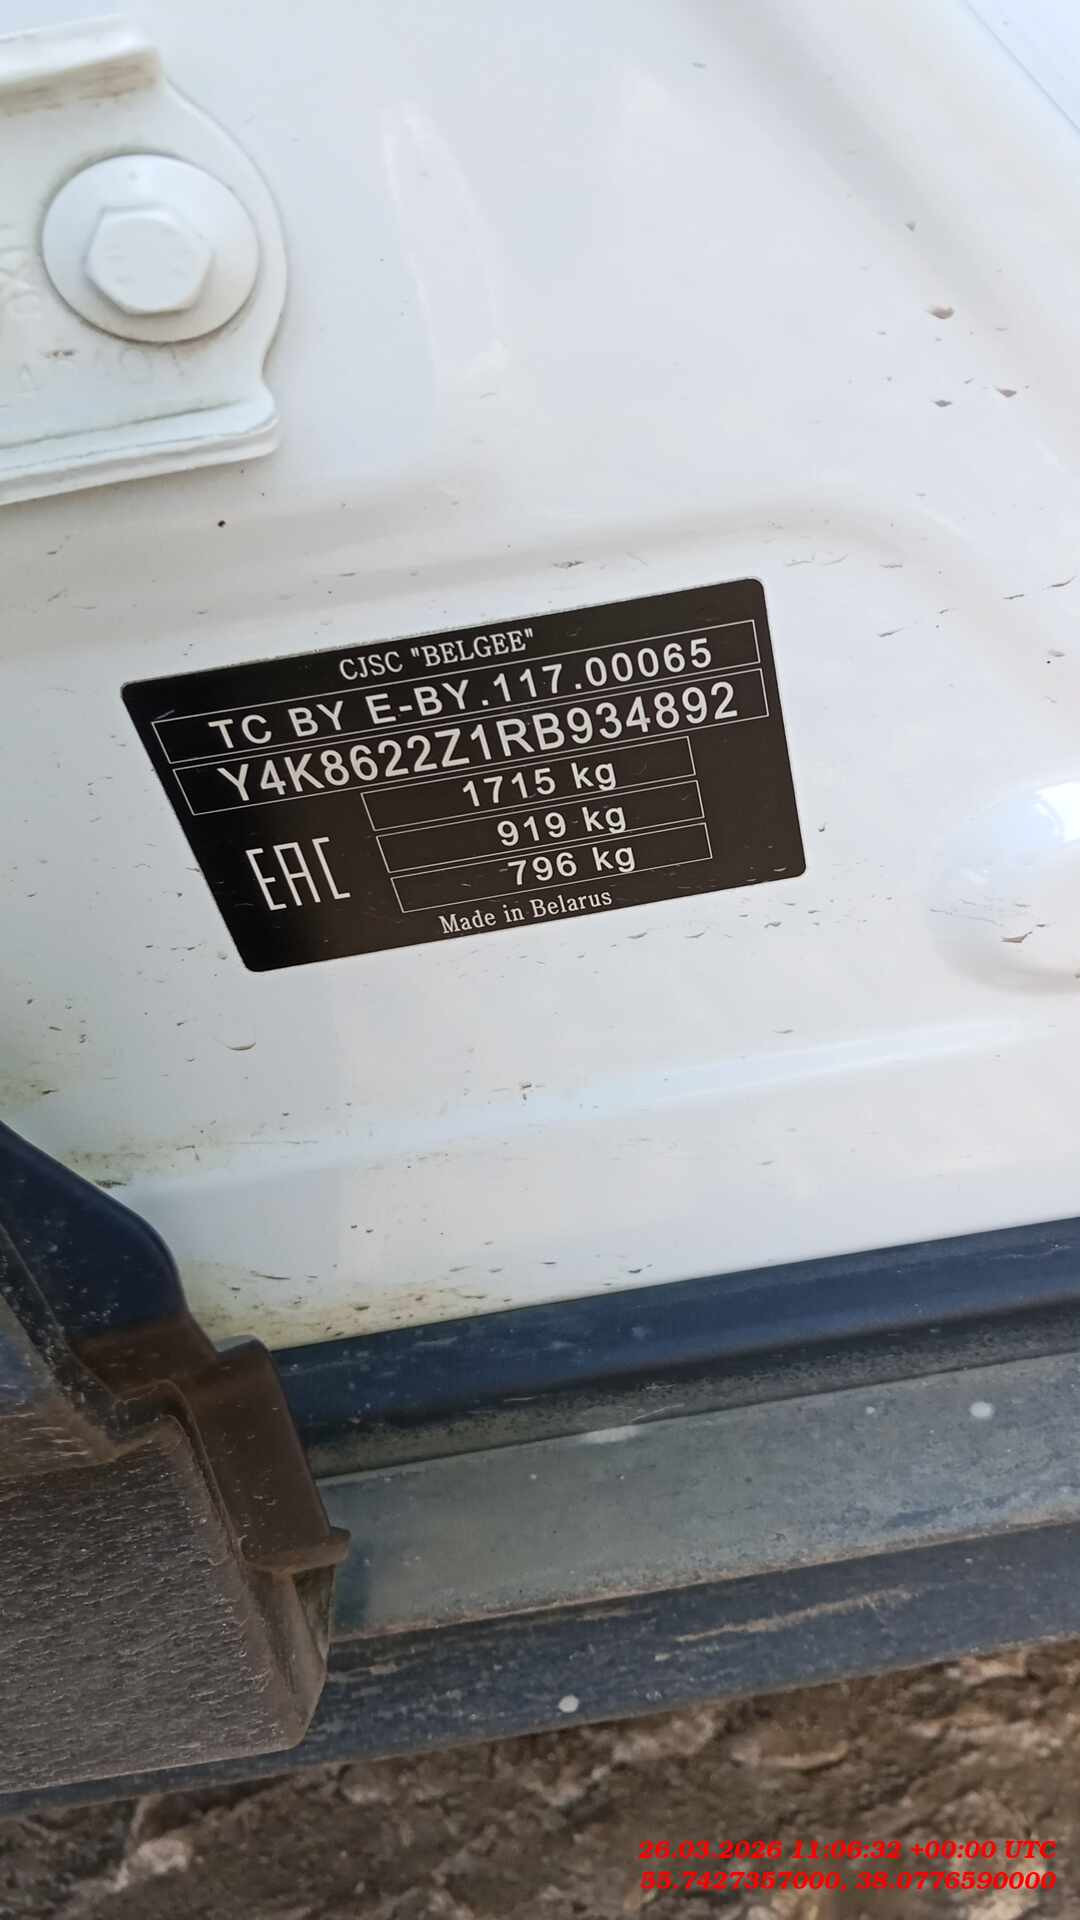 CJSC "BELGEE"
TC BY E-BY.117.00065
Y4K8622Z1RB934892
1715 kg
919 kg
796 kg
EAC
Made in Belarus
26.03.2026 11:06:32 +00:00 UTC
55.7427357000, 38.0776590000